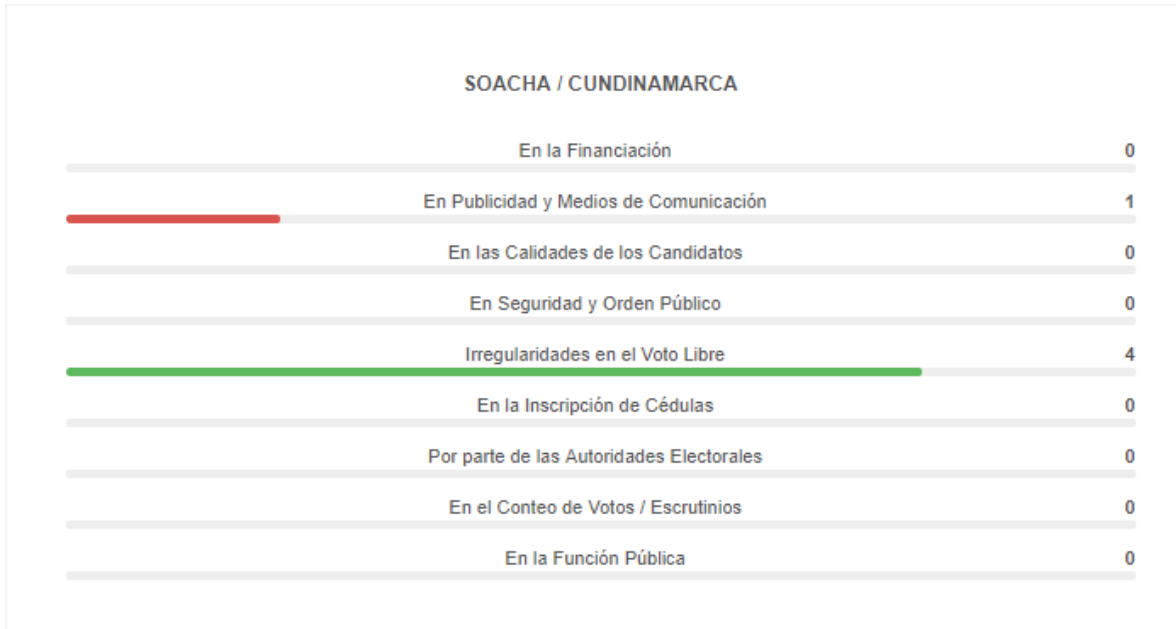 SOACHA / CUNDINAMARCA
En la Financiación 0
En Publicidad y Medios de Comunicación 1
En las Calidades de los Candidatos 0
En Seguridad y Orden Público 0
Irregularidades en el Voto Libre 4
En la Inscripción de Cédulas 0
Por parte de las Autoridades Electorales 0
En el Conteo de Votos / Escrutinios 0
En la Función Pública 0